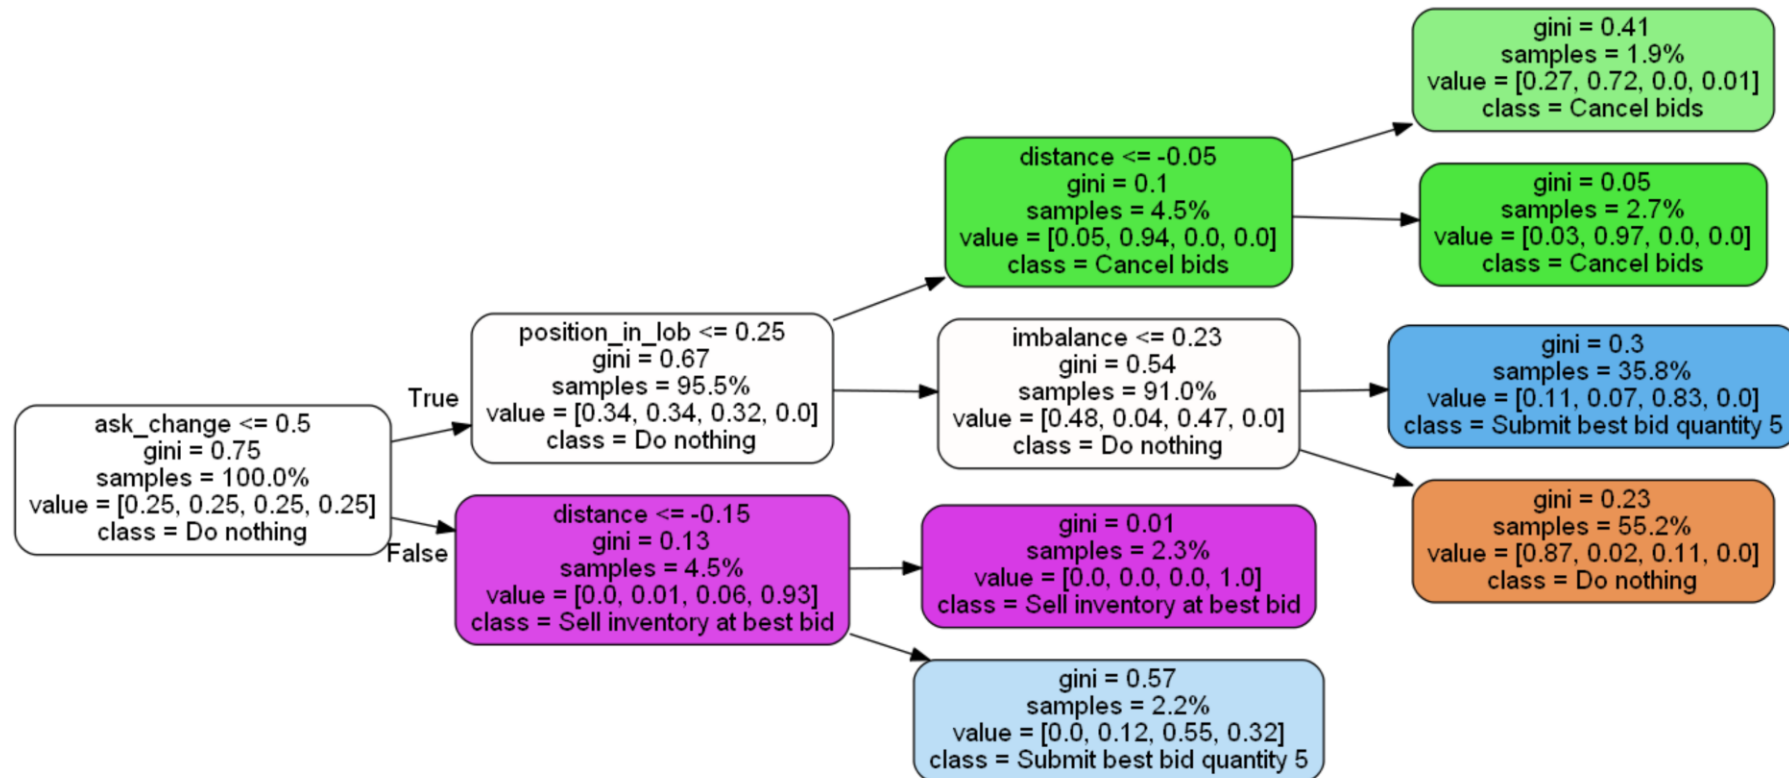 ask_change <= 0.5
gini = 0.75
samples = 100.0%
value = [0.25, 0.25, 0.25, 0.25]
class = Do nothing
True
False
position_in_lob <= 0.25
gini = 0.67
samples = 95.5%
value = [0.34, 0.34, 0.32, 0.0]
class = Do nothing
distance <= -0.15
gini = 0.13
samples = 4.5%
value = [0.0, 0.01, 0.06, 0.93]
class = Sell inventory at best bid
distance <= -0.05
gini = 0.1
samples = 4.5%
value = [0.05, 0.94, 0.0, 0.0]
class = Cancel bids
imbalance <= 0.23
gini = 0.54
samples = 91.0%
value = [0.48, 0.04, 0.47, 0.0]
class = Do nothing
gini = 0.01
samples = 2.3%
value = [0.0, 0.0, 0.0, 1.0]
class = Sell inventory at best bid
gini = 0.57
samples = 2.2%
value = [0.0, 0.12, 0.55, 0.32]
class = Submit best bid quantity 5
gini = 0.41
samples = 1.9%
value = [0.27, 0.72, 0.0, 0.01]
class = Cancel bids
gini = 0.05
samples = 2.7%
value = [0.03, 0.97, 0.0, 0.0]
class = Cancel bids
gini = 0.3
samples = 35.8%
value = [0.11, 0.07, 0.83, 0.0]
class = Submit best bid quantity 5
gini = 0.23
samples = 55.2%
value = [0.87, 0.02, 0.11, 0.0]
class = Do nothing